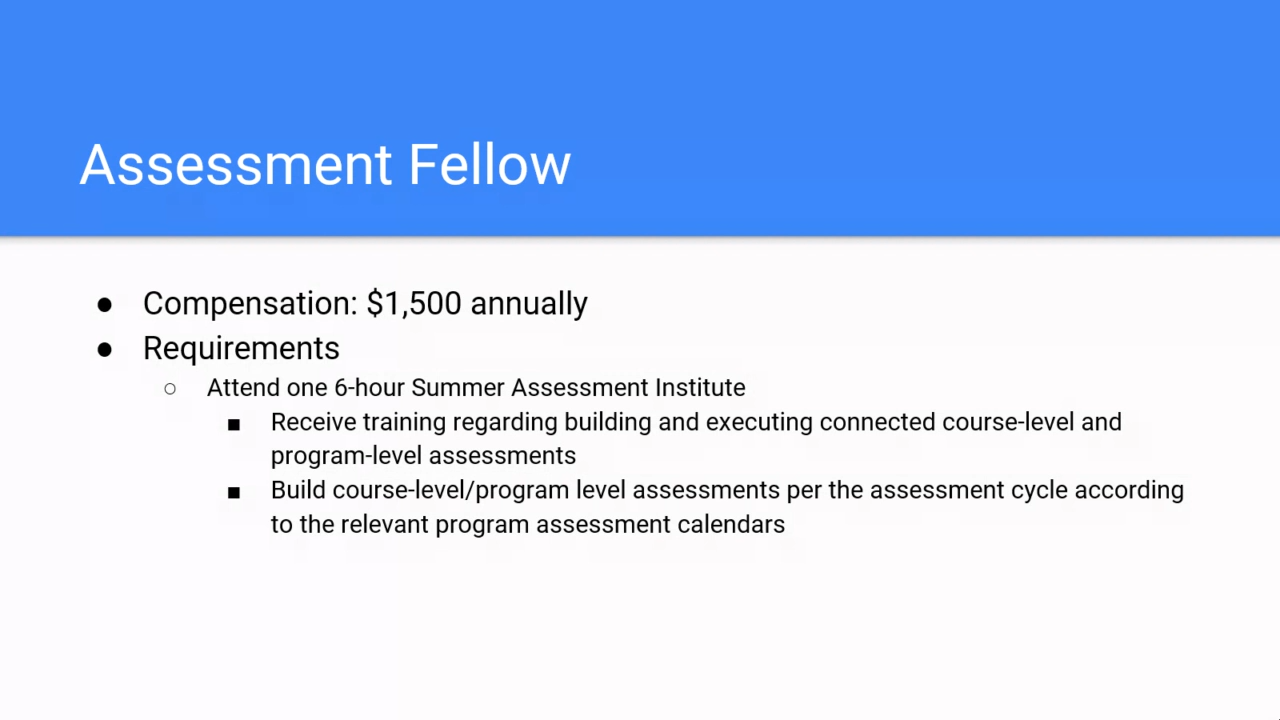 Assessment Fellow
● Compensation: $1,500 annually
● Requirements
○ Attend one 6-hour Summer Assessment Institute
■ Receive training regarding building and executing connected course-level and
program-level assessments
■ Build course-level/program level assessments per the assessment cycle according
to the relevant program assessment calendars